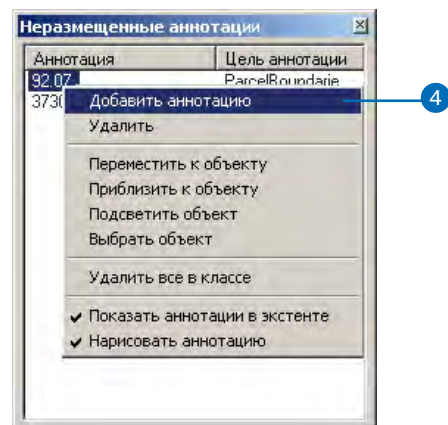 Неразмещенные аннотации
Аннотация Цель аннотации
92.07 ParcelBoundarie
373
Добавить аннотацию 4
Удалить
Переместить к объекту
Приблизить к объекту
Подсветить объект
Выбрать объект
Удалить все в классе
Показать аннотации в экстенте
Нарисовать аннотацию